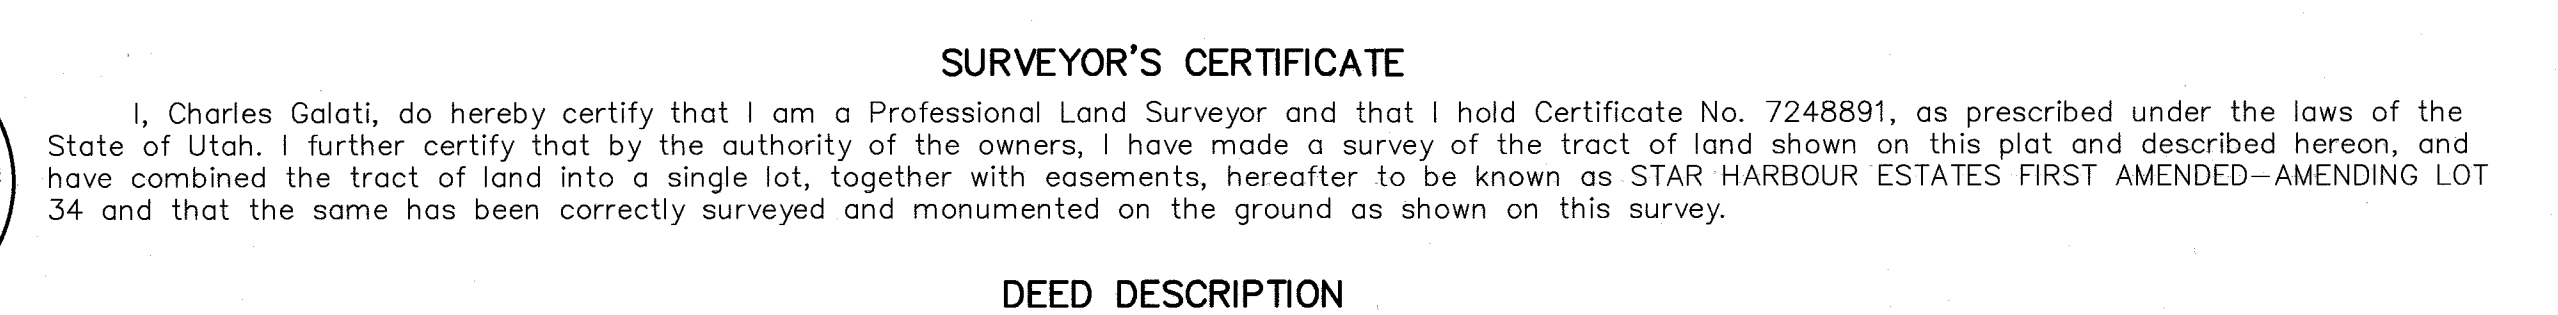 SURVEYOR'S CERTIFICATE
I, Charles Galati, do hereby certify that I am a Professional Land Surveyor and that I hold Certificate No. 7248891, as prescribed under the laws of the
State of Utah. I further certify that by the authority of the owners, I have made a survey of the tract of land shown on this plat and described hereon, and
have combined the tract of land into a single lot, together with easements, hereafter to be known as STAR HARBOUR ESTATES FIRST AMENDED—AMENDING LOT
34 and that the same has been correctly surveyed and monumented on the ground as shown on this survey.
DEED DESCRIPTION